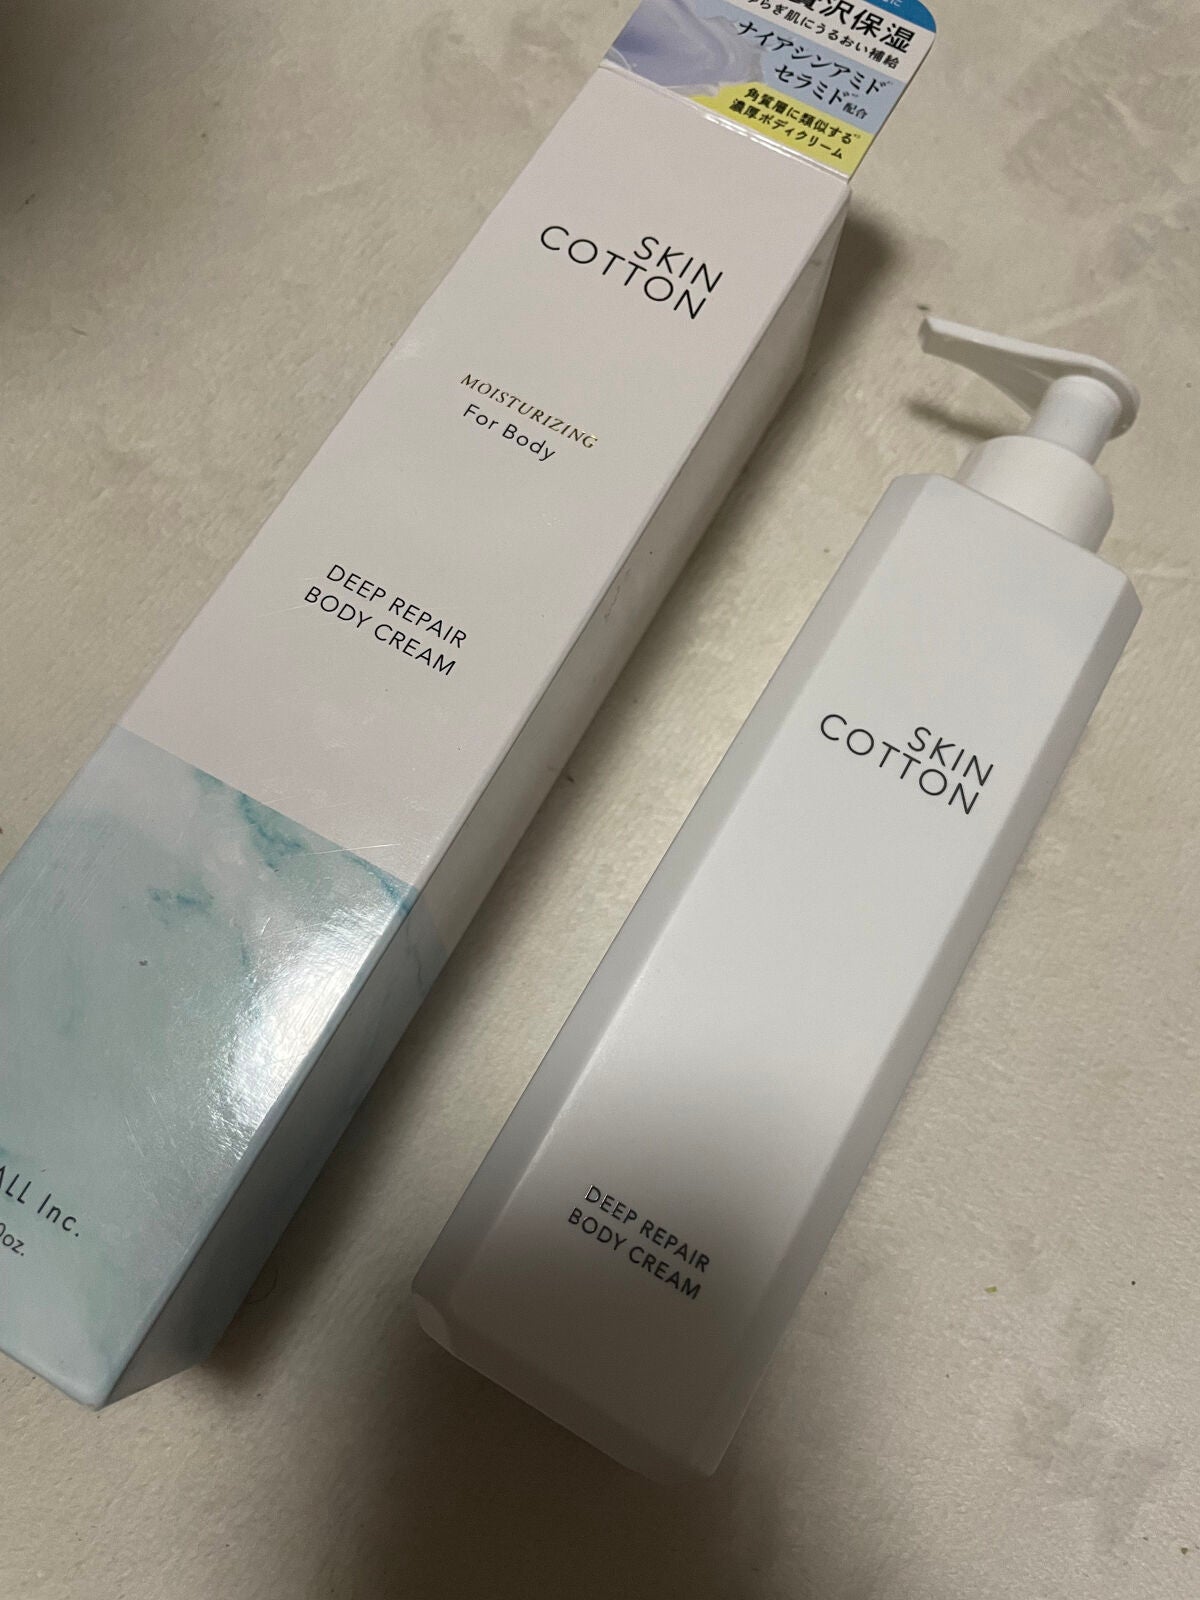 贅沢保湿
ゆらぎ肌にうるおい補給
ナイアシンアミド
セラミド配合
角質層に類似する
濃厚ボディクリーム
SKIN
COTTON
MOISTURIZING
For Body
DEEP REPAIR
BODY CREAM
ALL Inc.
0oz.
SKIN
COTTON
DEEP REPAIR
BODY CREAM